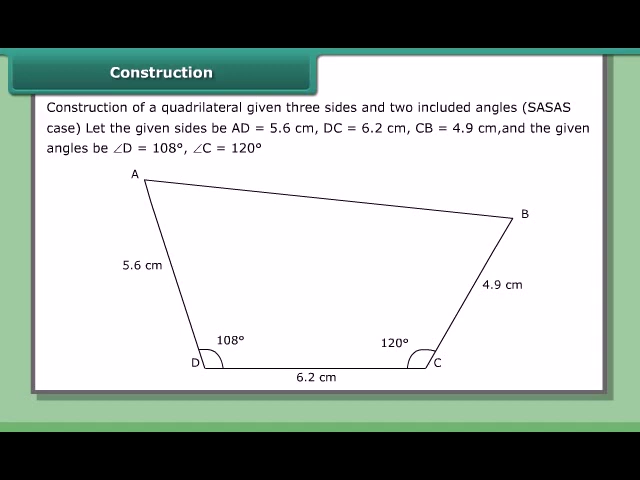 Construction
Construction of a quadrilateral given three sides and two included angles (SASAS
case) Let the given sides be AD = 5.6 cm, DC = 6.2 cm, CB = 4.9 cm,and the given
angles be ∠D = 108°, ∠C = 120°
A
B
5.6 cm
4.9 cm
108°
120°
D
C
6.2 cm